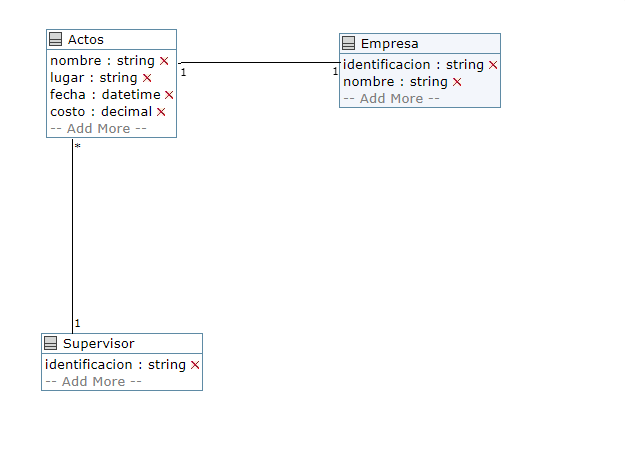 Actos
nombre : string ×
lugar : string ×
fecha : datetime ×
costo : decimal ×
-- Add More --
1
1
Empresa
identificacion : string ×
nombre : string ×
-- Add More --
*
1
Supervisor
identificacion : string ×
-- Add More --